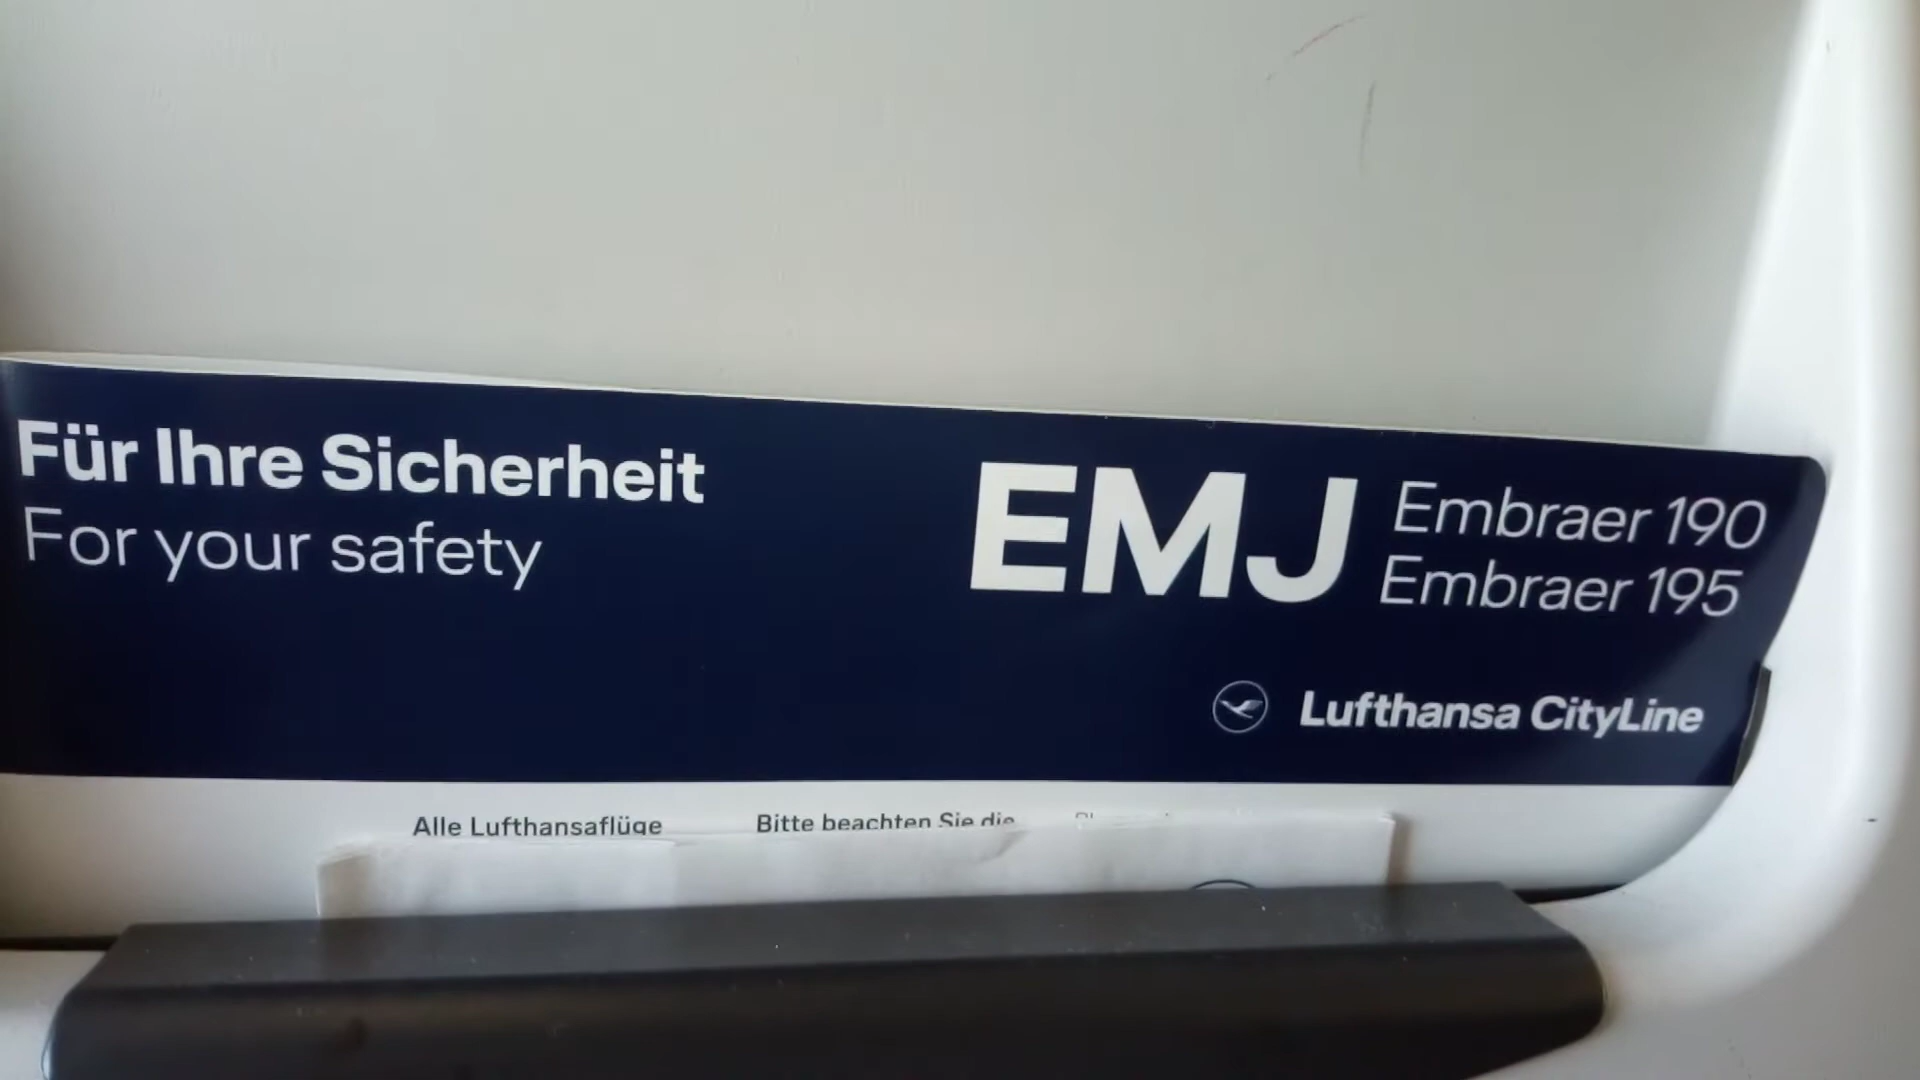 Für Ihre Sicherheit
For your safety
EMJ
Embraer 190
Embraer 195
Lufthansa CityLine
Alle Lufthansaflüge
Bitte beachten Sie die